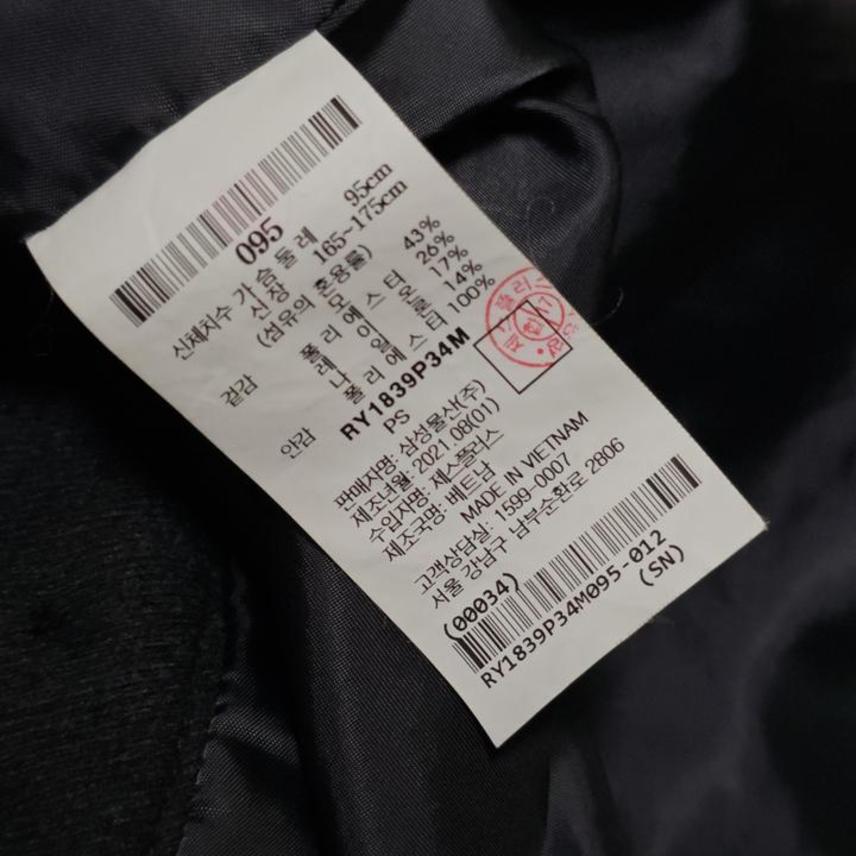 095
신체치수 가슴둘레 95cm
신장 165~175cm
(섬유의 혼용률)
겉감 모 43%
폴리에스터 26%
레이온 17%
나일론 14%
안감 폴리에스터 100%
RY1839P34M
PS
판매자명: 삼성물산(주)
제조년월: 2021.08(01)
수입자명: 제스플러스
제조국명: 베트남
MADE IN VIETNAM
고객상담실: 1599-0007
서울 강남구 남부순환로 2806
(00034)
RY1839P34M095-012
(SN)